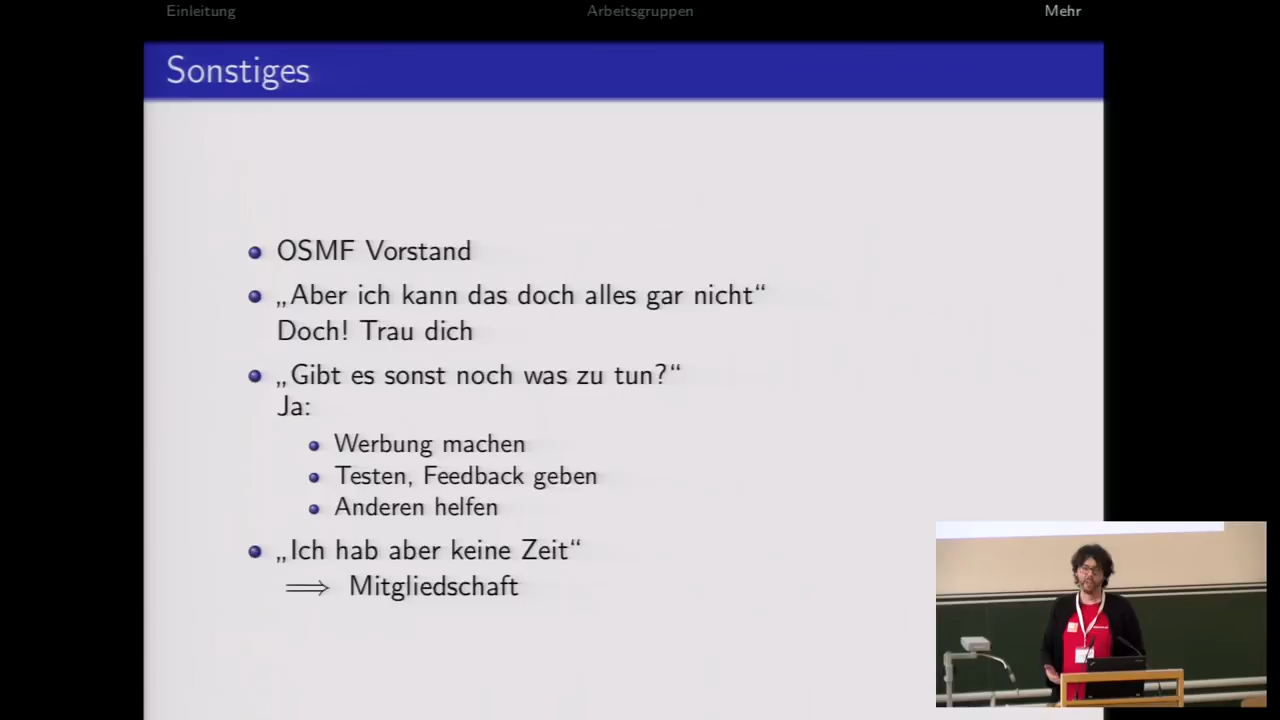 Einleitung
Arbeitsgruppen
Mehr
Sonstiges
OSMF Vorstand
„Aber ich kann das doch alles gar nicht“
Doch! Trau dich
„Gibt es sonst noch was zu tun?“
Ja:
Werbung machen
Testen, Feedback geben
Anderen helfen
„Ich hab aber keine Zeit“
⟹ Mitgliedschaft